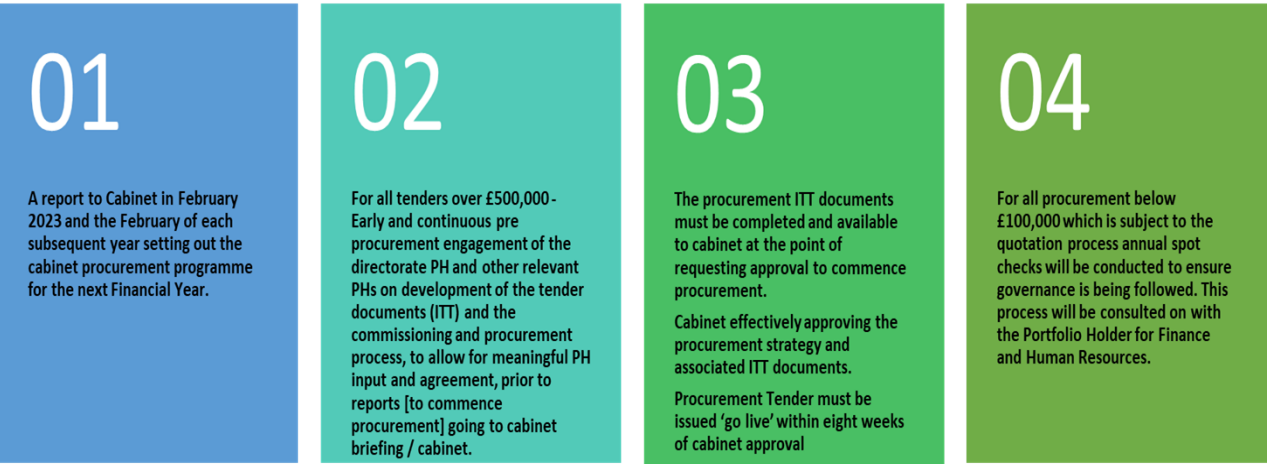 01
A report to Cabinet in February
2023 and the February of each
subsequent year setting out the
cabinet procurement programme
for the next Financial Year.
02
For all tenders over £500,000 -
Early and continuous pre
procurement engagement of the
directorate PH and other relevant
PHs on development of the tender
documents (ITT) and the
commissioning and procurement
process, to allow for meaningful PH
input and agreement, prior to
reports [to commence
procurement] going to cabinet
briefing / cabinet.
03
The procurement ITT documents
must be completed and available
to cabinet at the point of
requesting approval to commence
procurement.
Cabinet effectively approving the
procurement strategy and
associated ITT documents.
Procurement Tender must be
issued ‘go live’ within eight weeks
of cabinet approval
04
For all procurement below
£100,000 which is subject to the
quotation process annual spot
checks will be conducted to ensure
governance is being followed. This
process will be consulted on with
the Portfolio Holder for Finance
and Human Resources.